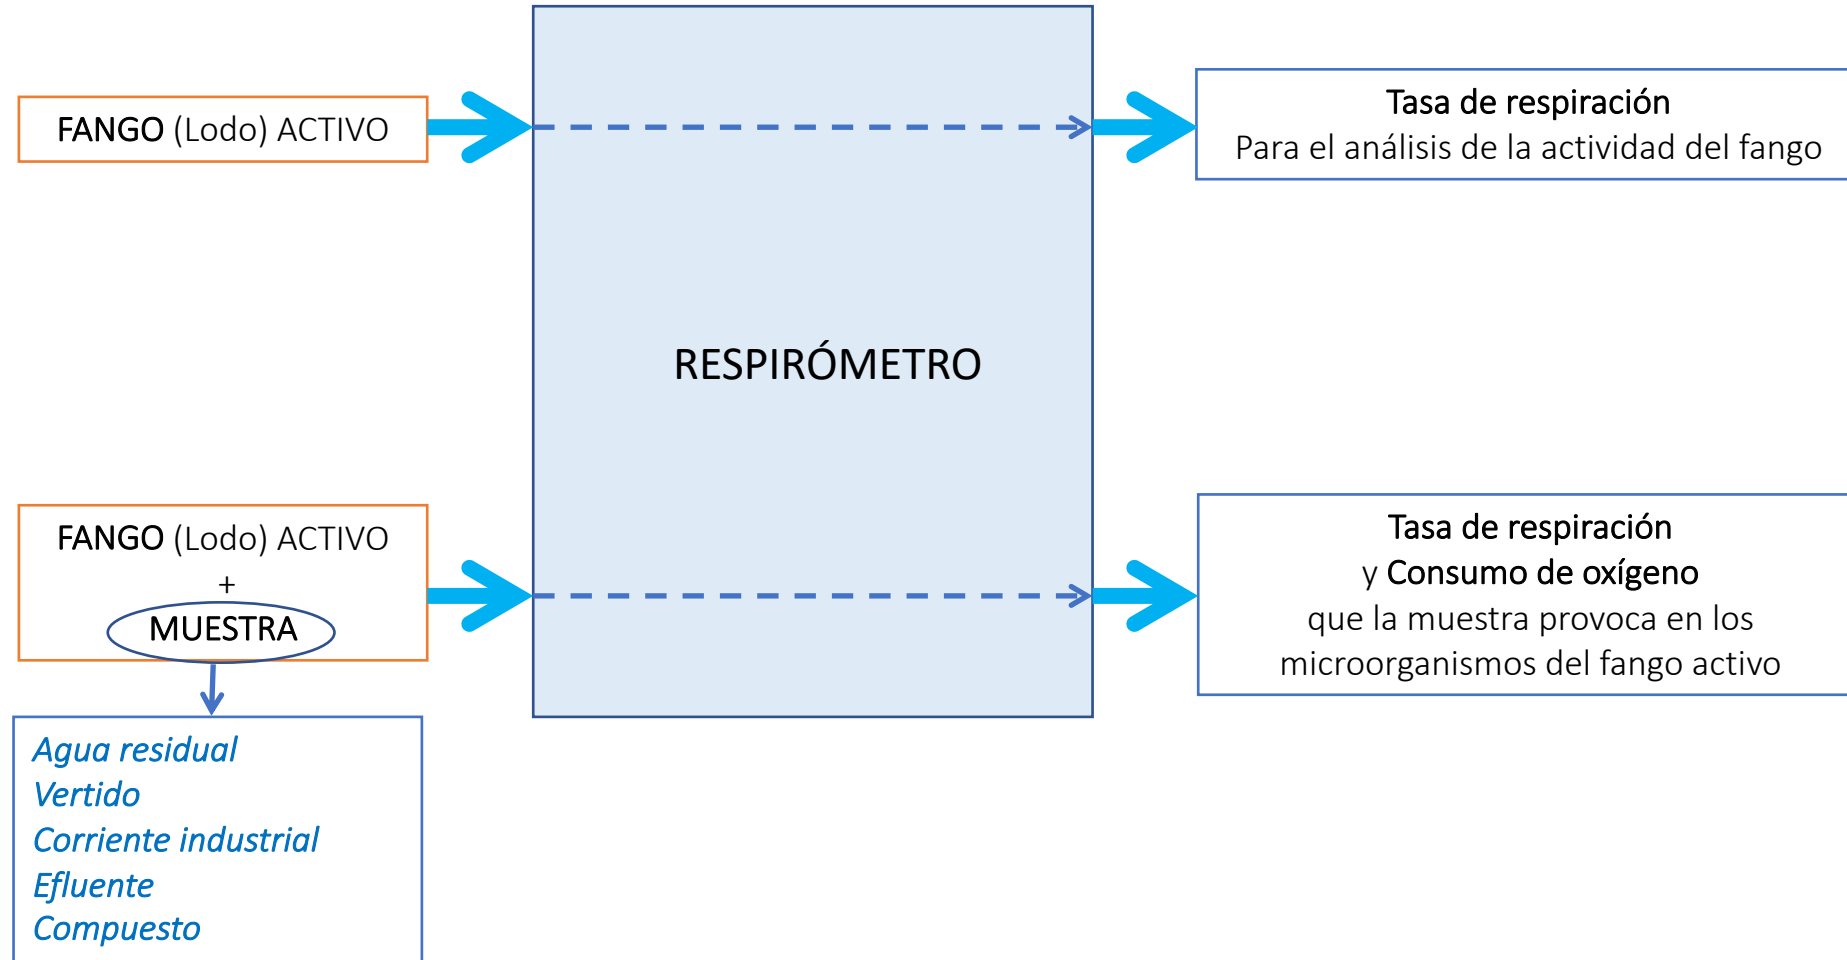 FANGO (Lodo) ACTIVO
RESPIRÓMETRO
Tasa de respiración
Para el análisis de la actividad del fango
FANGO (Lodo) ACTIVO
+
MUESTRA
Tasa de respiración
y Consumo de oxígeno
que la muestra provoca en los
microorganismos del fango activo
Agua residual
Vertido
Corriente industrial
Efluente
Compuesto